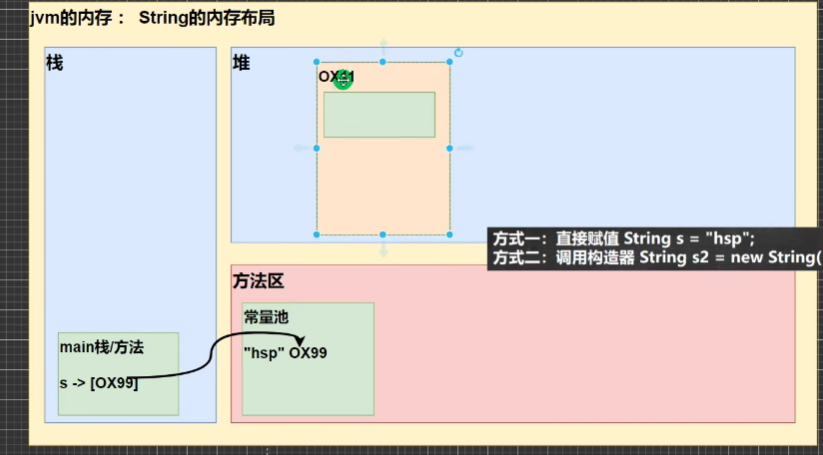 jvm的内存： String的内存布局
栈
堆
方式一：直接赋值 String s = "hsp";
方式二：调用构造器 String s2 = new String(
方法区
常量池
"hsp" OX99
main栈/方法
s -> [OX99]